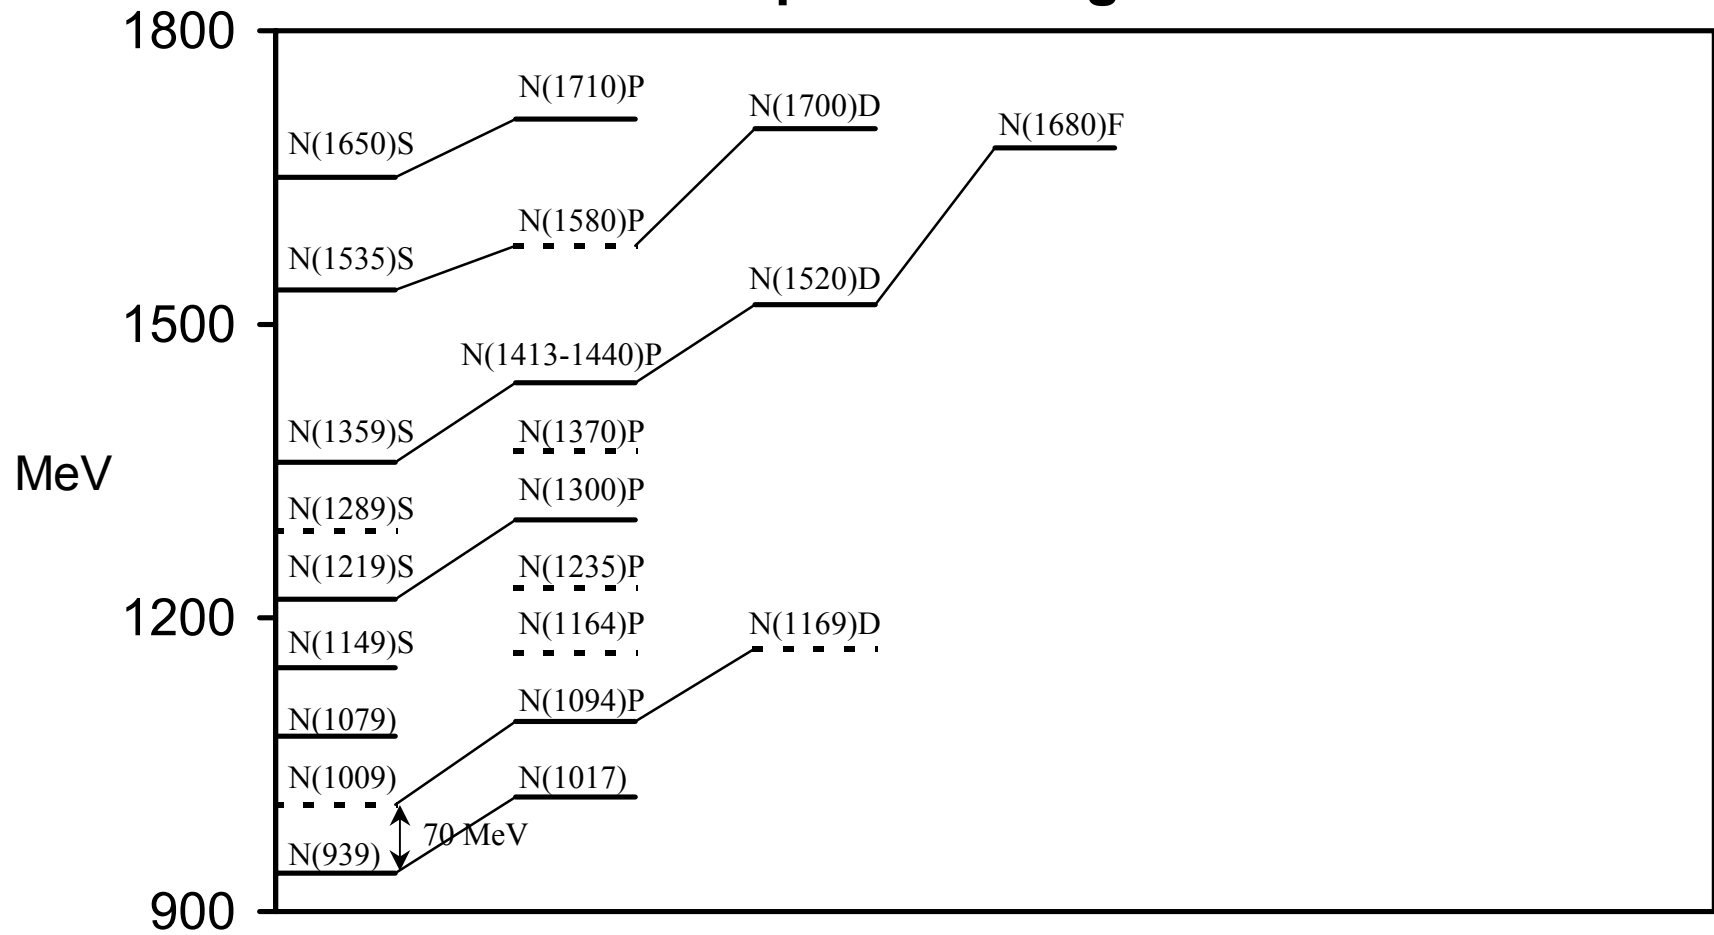 1800
N(1710)P
N(1700)D
N(1680)F
N(1650)S
N(1580)P
N(1535)S
N(1520)D
1500
N(1413-1440)P
N(1359)S
N(1370)P
MeV
N(1300)P
N(1289)S
N(1219)S
N(1235)P
1200
N(1164)P
N(1169)D
N(1149)S
N(1094)P
N(1079)
N(1009)
N(1017)
70 MeV
N(939)
900